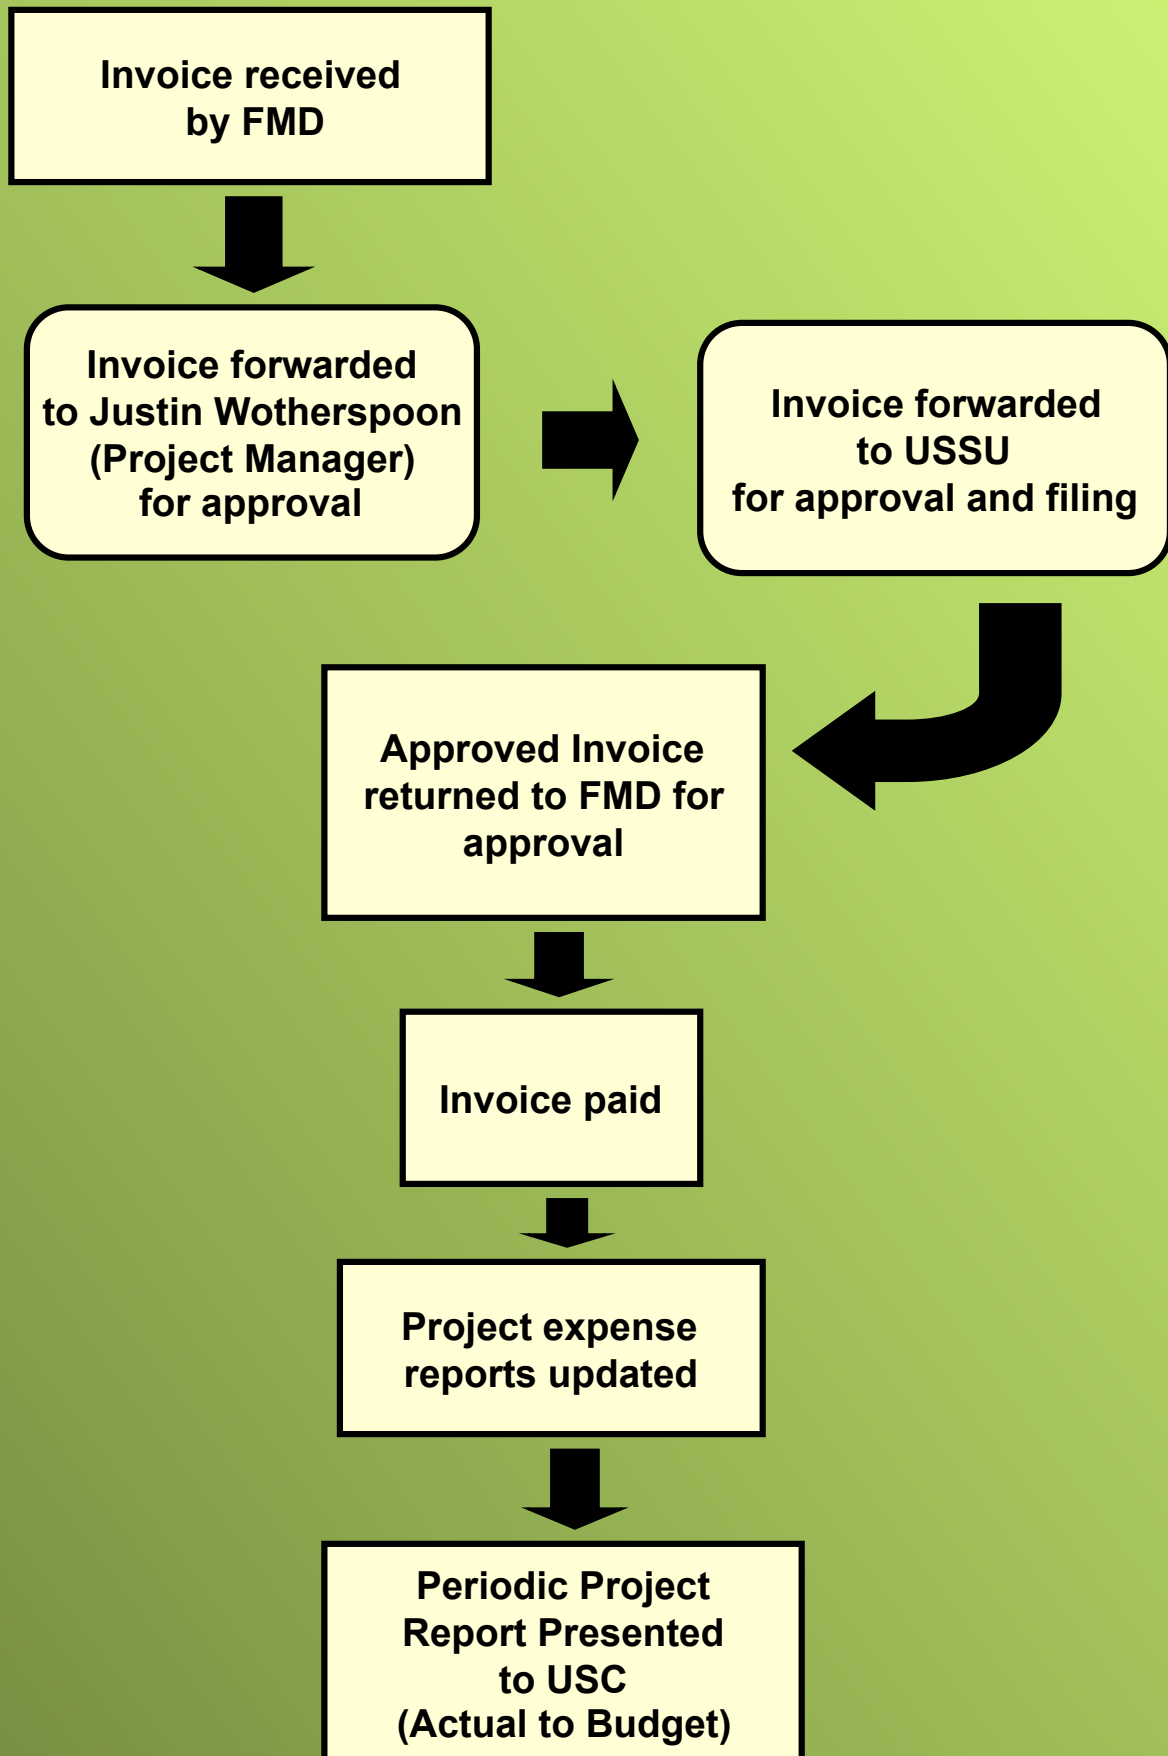 Invoice received
by FMD
Invoice forwarded
to Justin Wotherspoon
(Project Manager)
for approval
Invoice forwarded
to USSU
for approval and filing
Approved Invoice
returned to FMD for
approval
Invoice paid
Project expense
reports updated
Periodic Project
Report Presented
to USC
(Actual to Budget)